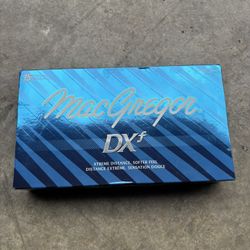 MacGregor
DXf
XTREME DISTANCE, SOFTER FEEL
DISTANCE EXTRÊME, SENSATION DOUCE